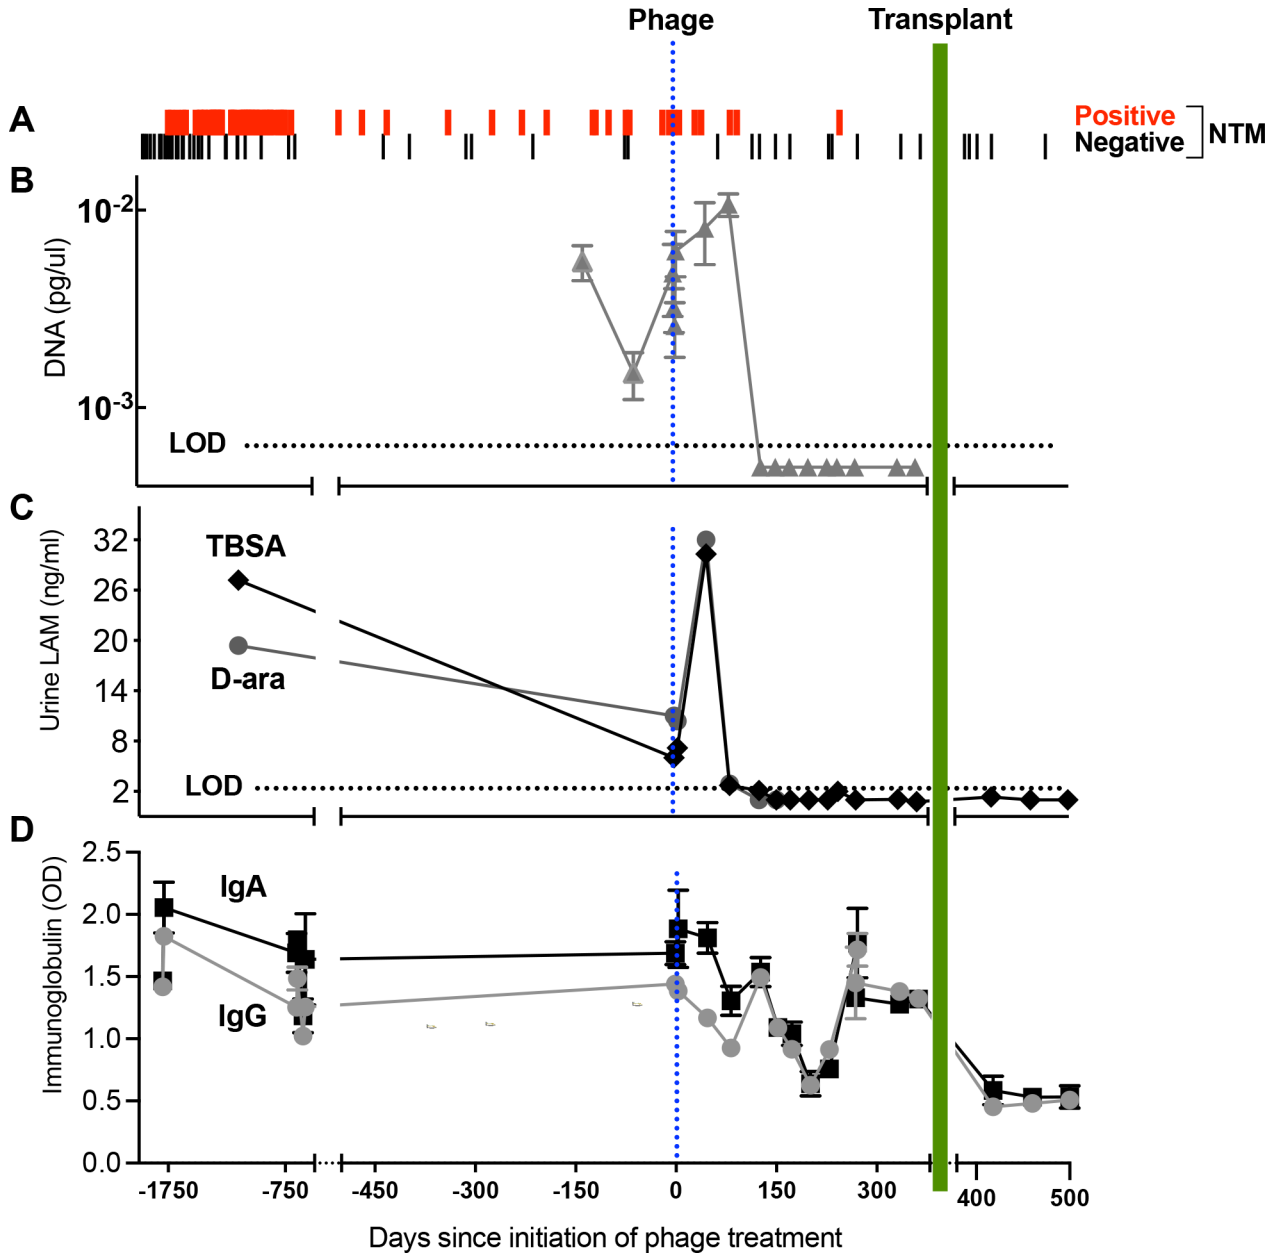 Phage Transplant
A
Positive
Negative
NTM
B
10-2
DNA (pg/ul)
10-3
LOD
C
Urine LAM (ng/ml)
32
TBSA
26
20
D-ara
14
8
LOD
2
D
Immunoglobulin (OD)
2.5
IgA
2.0
1.5
IgG
1.0
0.5
0.0
-1750 -750 -450 -300 -150 0 150 300 400 500
Days since initiation of phage treatment